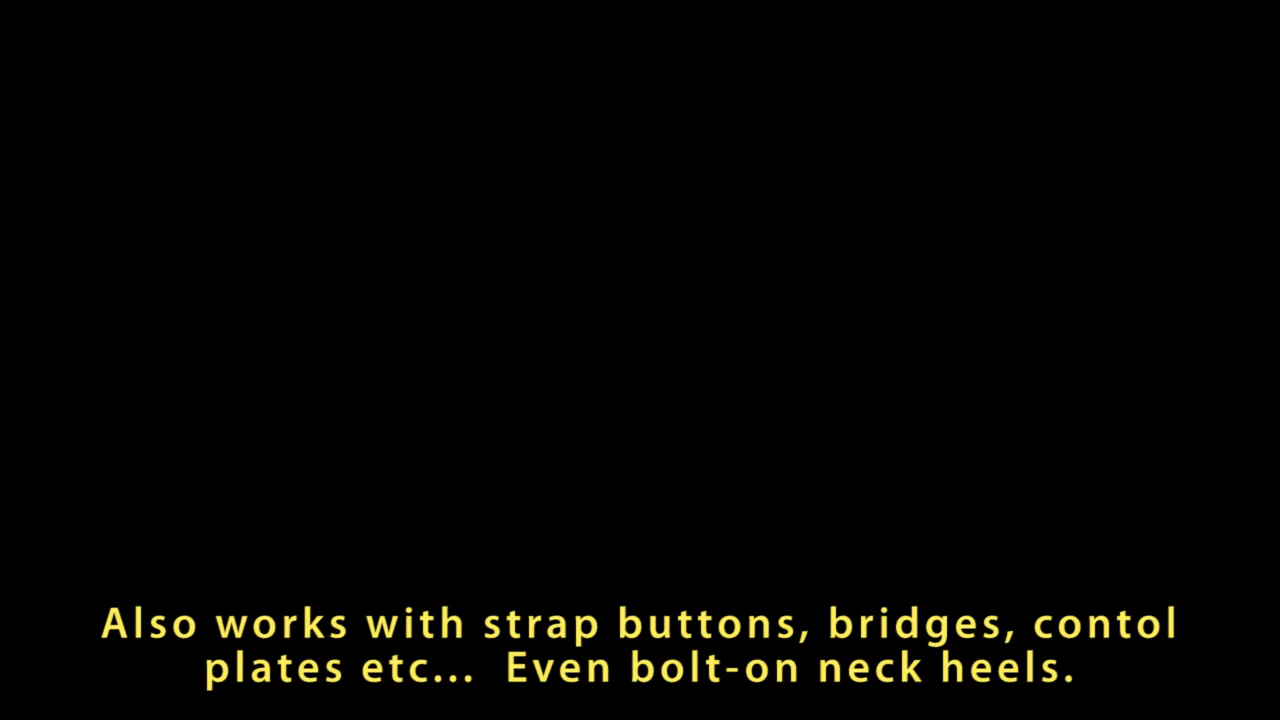 Also works with strap buttons, bridges, contol
plates etc...  Even bolt-on neck heels.